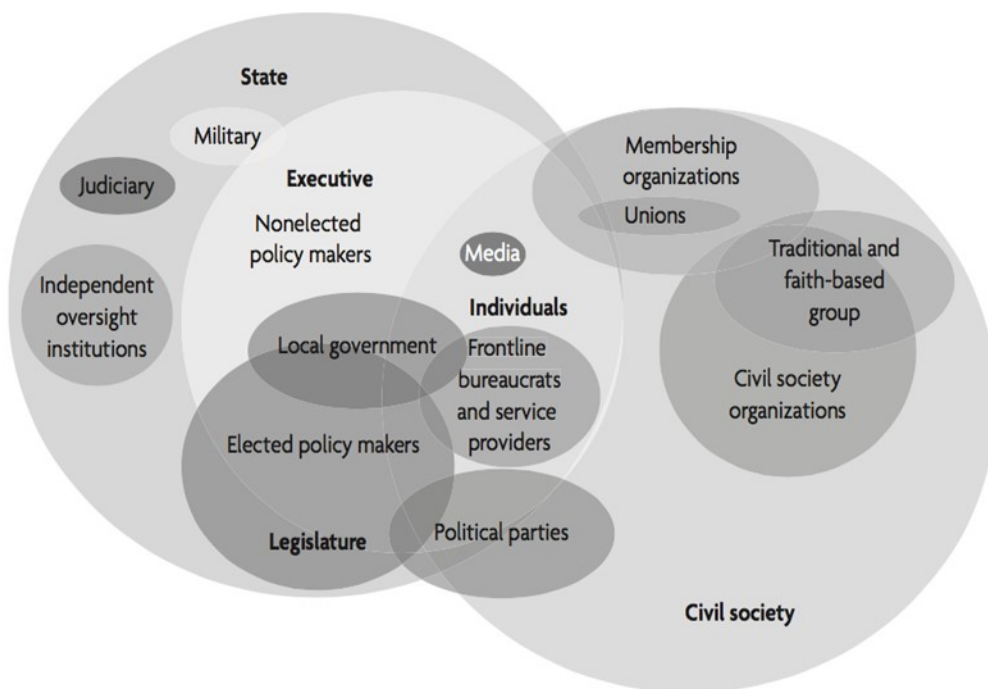 State
Military
Judiciary
Executive
Nonelected
policy makers
Independent
oversight
institutions
Local government
Elected policy makers
Legislature
Media
Individuals
Frontline
bureaucrats
and service
providers
Political parties
Membership
organizations
Unions
Traditional and
faith-based
group
Civil society
organizations
Civil society